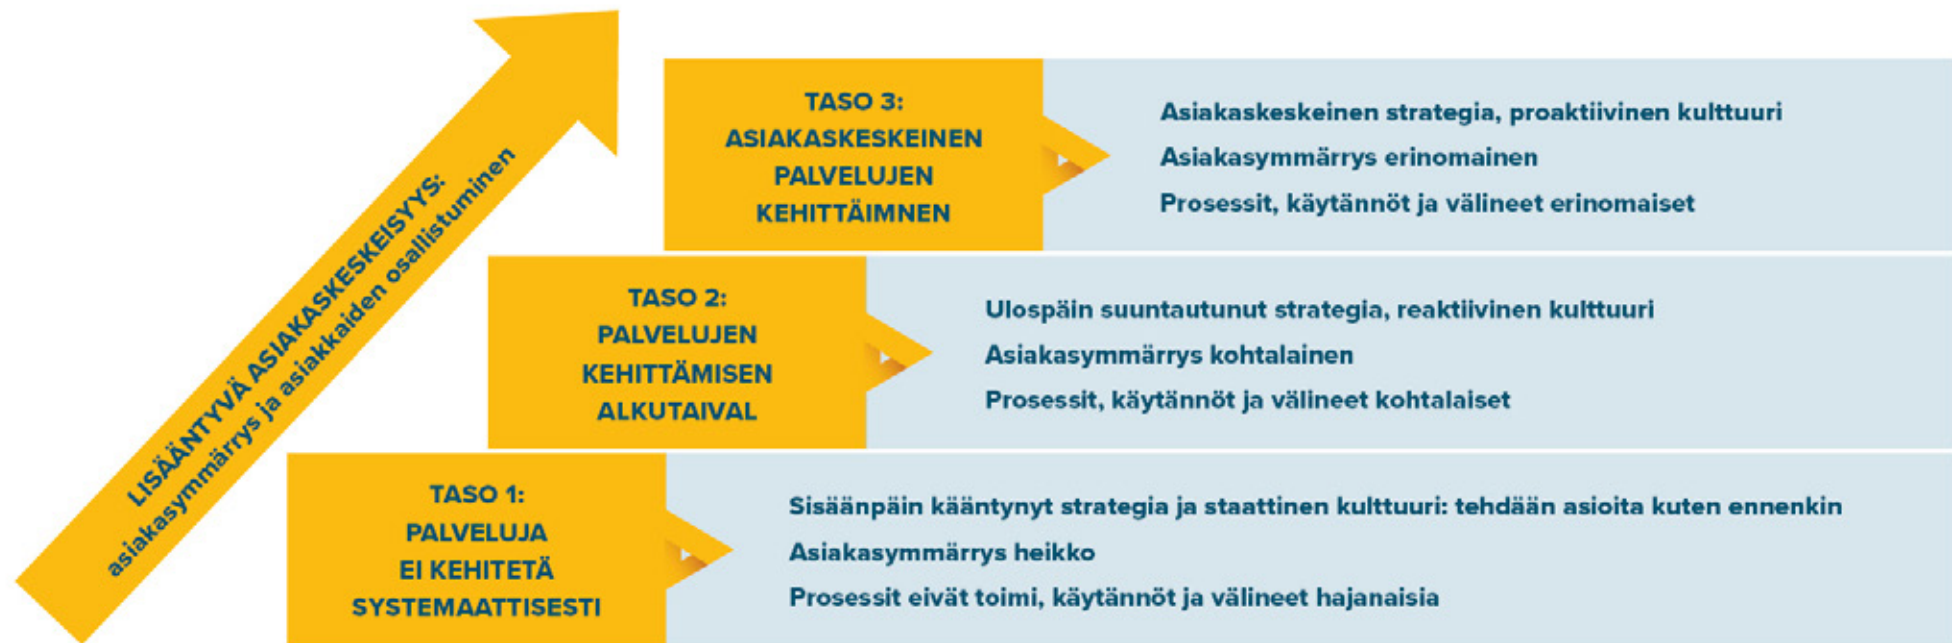 LISÄÄNTYVÄ ASIAKASKESKEISYYS:
asiakasymmärrys ja asiakkaiden osallistuminen
TASO 3:
ASIAKASKESKEINEN
PALVELUJEN
KEHITTÄIMNEN
Asiakaskeskeinen strategia, proaktiivinen kulttuuri
Asiakasymmärrys erinomainen
Prosessit, käytännöt ja välineet erinomaiset
TASO 2:
PALVELUJEN
KEHITTÄMISEN
ALKUTAIVAL
Ulospäin suuntautunut strategia, reaktiivinen kulttuuri
Asiakasymmärrys kohtalainen
Prosessit, käytännöt ja välineet kohtalaiset
TASO 1:
PALVELUJA
EI KEHITETÄ
SYSTEMAATTISESTI
Sisäänpäin kääntynyt strategia ja staattinen kulttuuri: tehdään asioita kuten ennenkin
Asiakasymmärrys heikko
Prosessit eivät toimi, käytännöt ja välineet hajanaisia